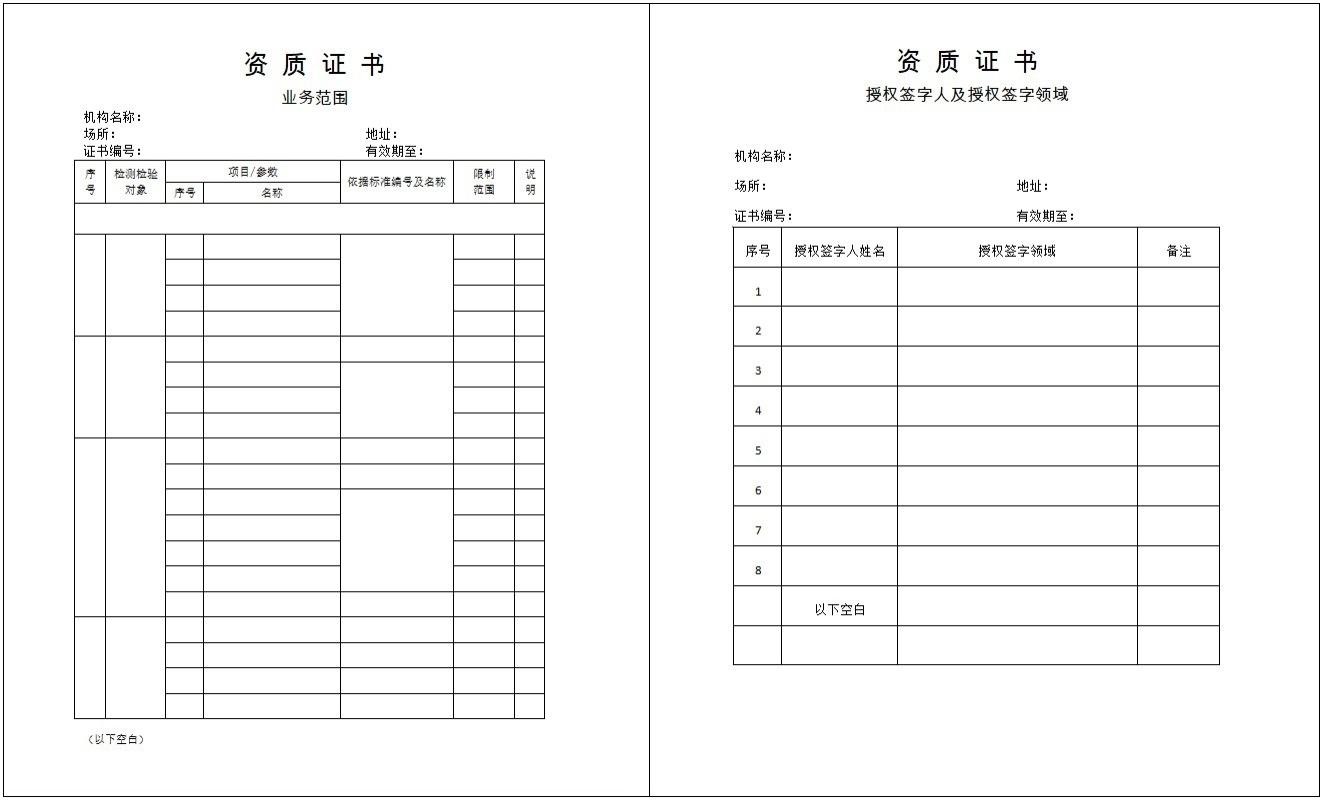 资质证书
业务范围
机构名称：
场所： 地址：
证书编号： 有效期至：
序号 检测检验对象 项目/参数 依据标准编号及名称 限制范围 说明
序号 名称
（以下空白）
资质证书
授权签字人及授权签字领域
机构名称：
场所： 地址：
证书编号： 有效期至：
序号 授权签字人姓名 授权签字领域 备注
1
2
3
4
5
6
7
8
以下空白